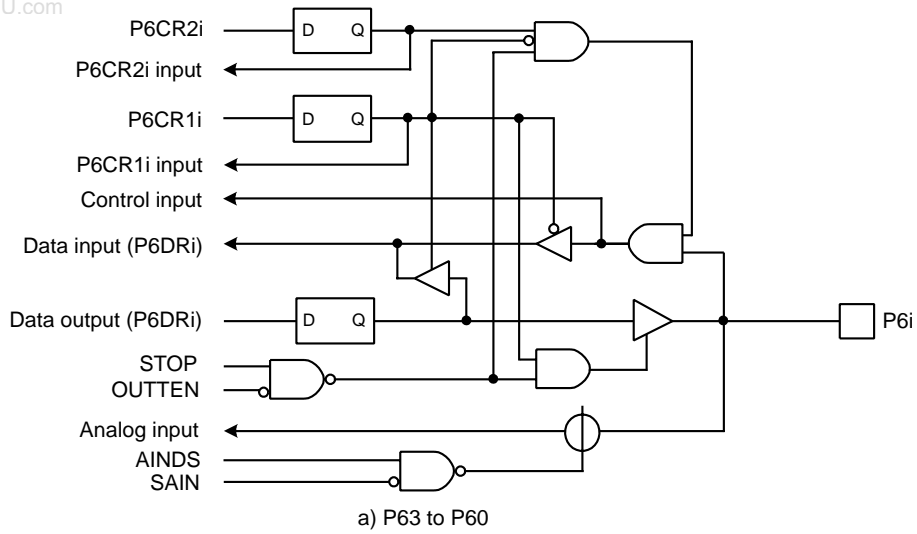 U.com
P6CR2i
D Q
P6CR2i input
P6CR1i
D Q
P6CR1i input
Control input
Data input (P6DRi)
Data output (P6DRi)
D Q
P6i
STOP
OUTTEN
Analog input
AINDS
SAIN
a) P63 to P60